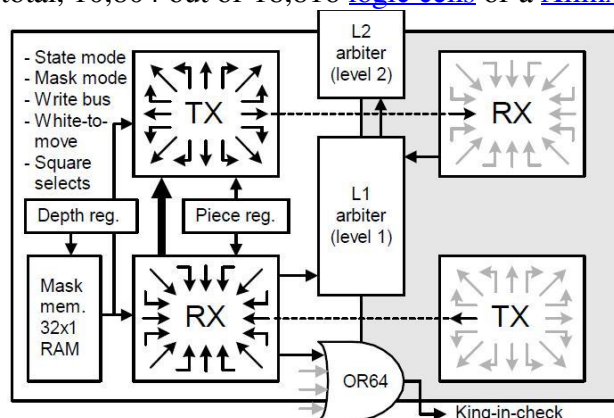 total, 10,864 out of 18,816 logic cells of a Xilinx
- State mode
- Mask mode
- Write bus
- White-to-
move
- Square
selects
TX
L2
arbiter
(level 2)
RX
Depth reg.
Piece reg.
L1
arbiter
(level 1)
Mask
mem.
32x1
RAM
RX
TX
OR64
King-in-check